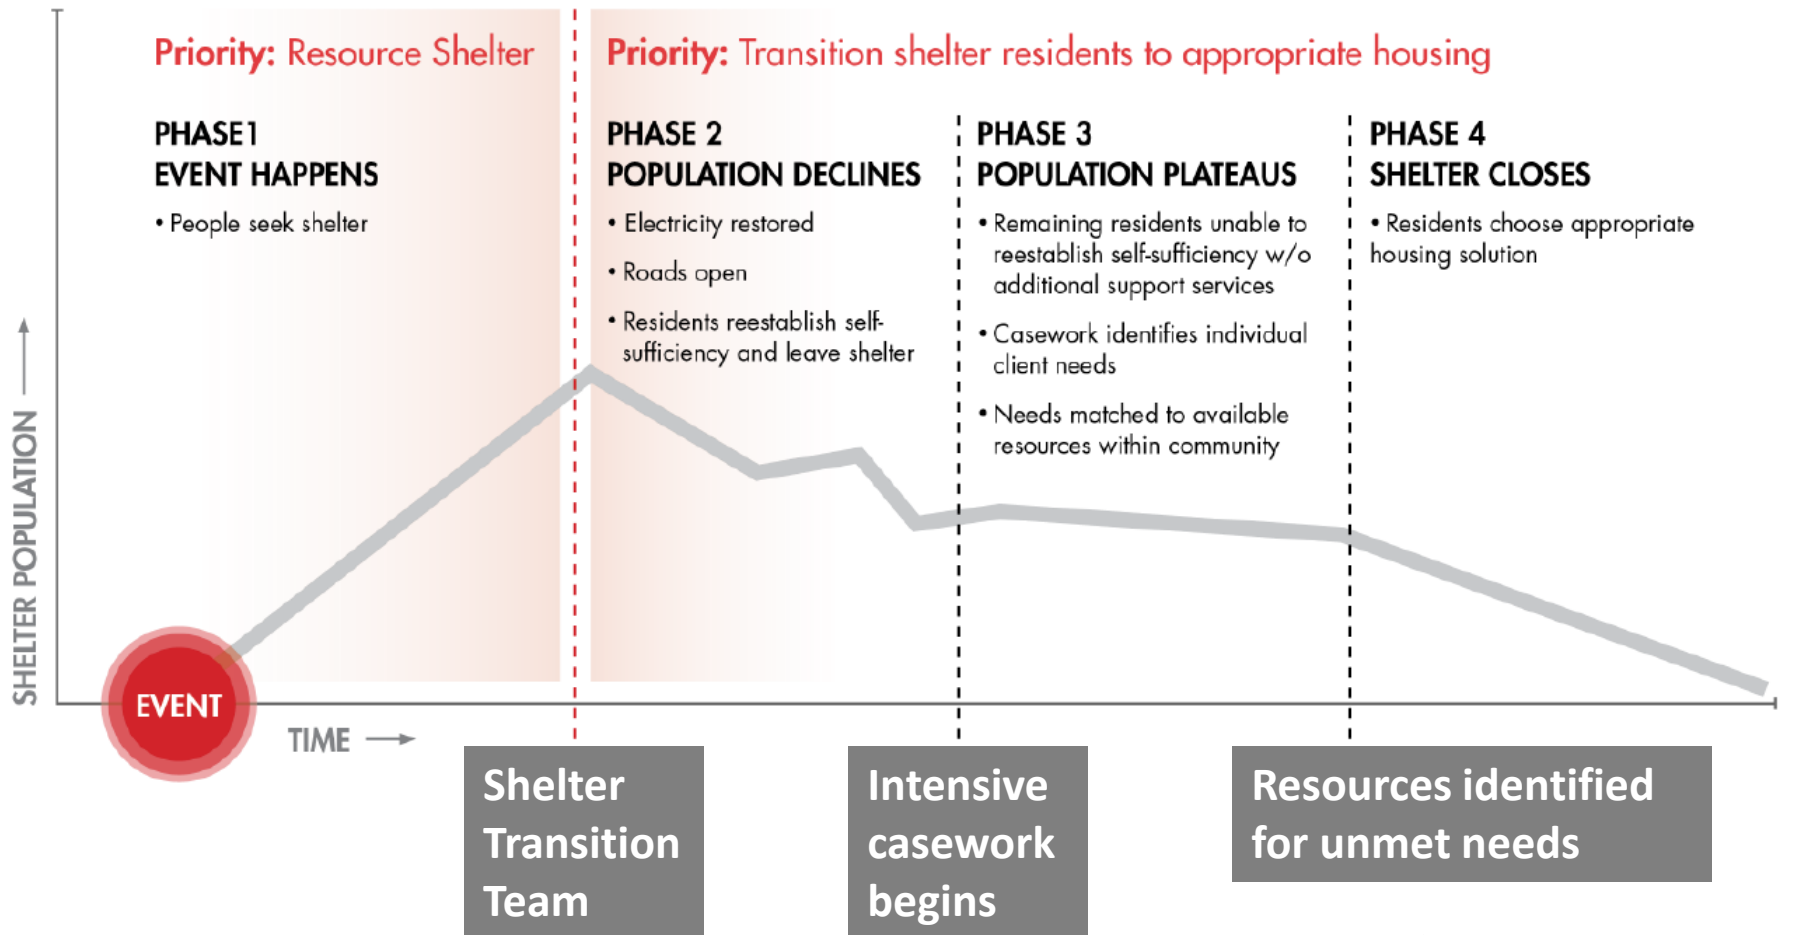 Priority: Resource Shelter
Priority: Transition shelter residents to appropriate housing
PHASE1
EVENT HAPPENS
• People seek shelter
PHASE 2
POPULATION DECLINES
• Electricity restored
• Roads open
• Residents reestablish self-
sufficiency and leave shelter
PHASE 3
POPULATION PLATEAUS
• Remaining residents unable to
reestablish self-sufficiency w/o
additional support services
• Casework identifies individual
client needs
• Needs matched to available
resources within community
PHASE 4
SHELTER CLOSES
• Residents choose appropriate
housing solution
SHELTER POPULATION
EVENT
TIME
Shelter
Transition
Team
Intensive
casework
begins
Resources identified
for unmet needs